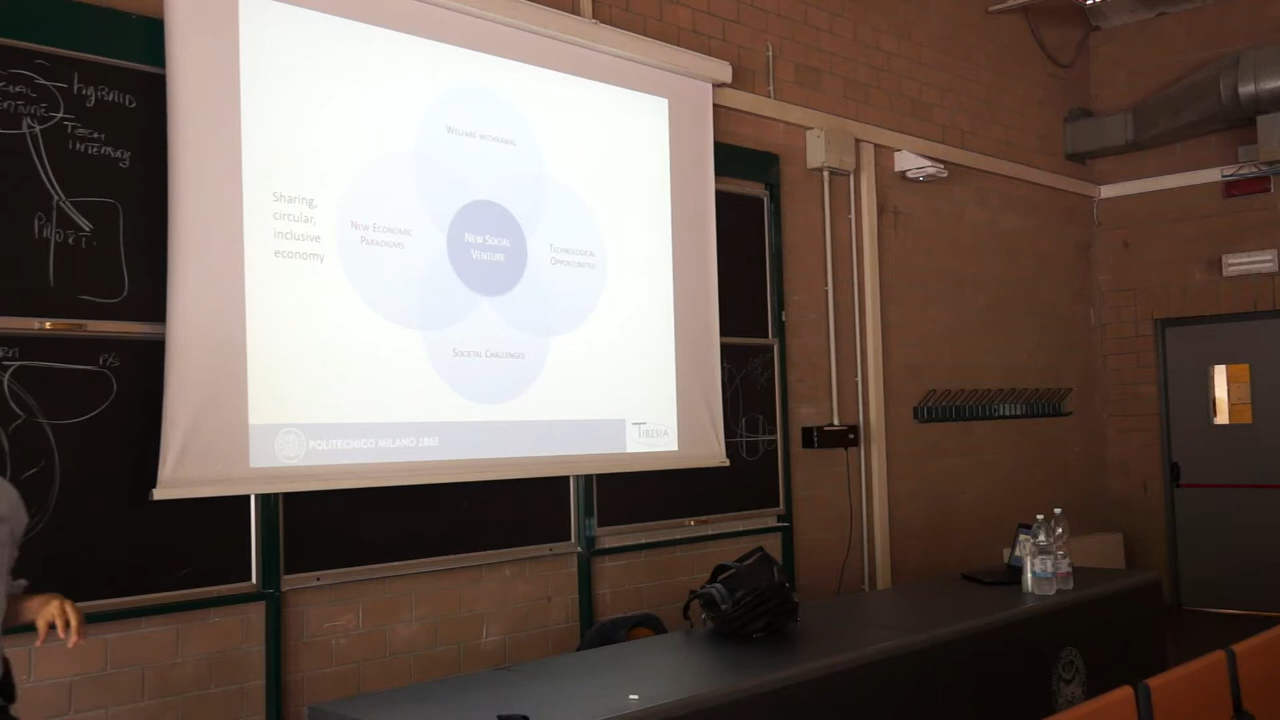 hybRID
TECH
INTENSITY
P/S
WELFARE WITHDRAWAL
Sharing,
circular,
inclusive
economy
NEW ECONOMIC
PARADIGMS
NEW SOCIAL
VENTURE
TECHNOLOGICAL
OPPORTUNITIES
SOCIETAL CHALLENGES
POLITECNICO MILANO 1863
TIRESIA